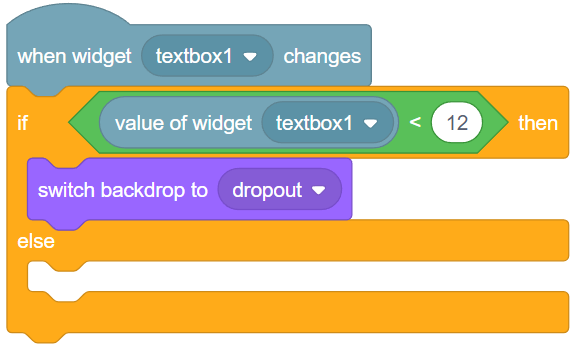 when widget textbox1 changes
if value of widget textbox1 < 12 then
switch backdrop to dropout
else